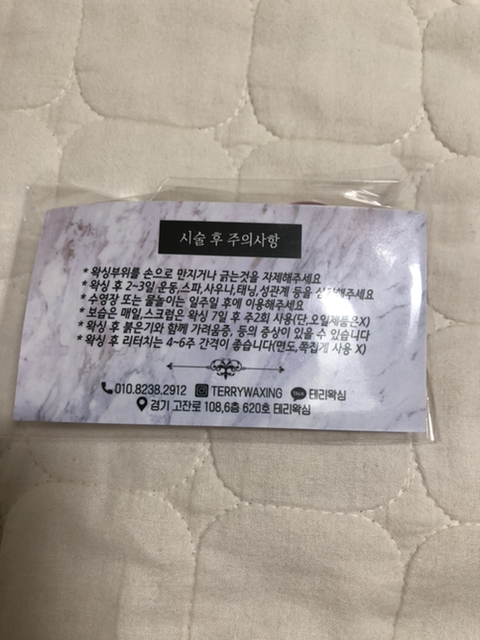 시술 후 주의사항
* 왁싱부위를 손으로 만지거나 긁는것을 자제해주세요
* 왁싱 후 2~3일 운동,스파,사우나,태닝,성관계 등을 해주세요
* 수영장 또는 물놀이는 일주일 후에 이용해주세요
* 보습은 매일,스크럽은 왁싱 7일 후 주2회 사용(단,오일제품은X)
* 왁싱 후 붉은기와 함께 가려움증, 등의 증상이 있을 수 있습니다
* 왁싱 후 리터치는 4~6주 간격이 좋습니다(면도,쪽집게 사용 X)
010.8238.2912 TERRYWAXING TALK 테리왁싱
경기 고잔로 108,6층 620호 테리왁싱